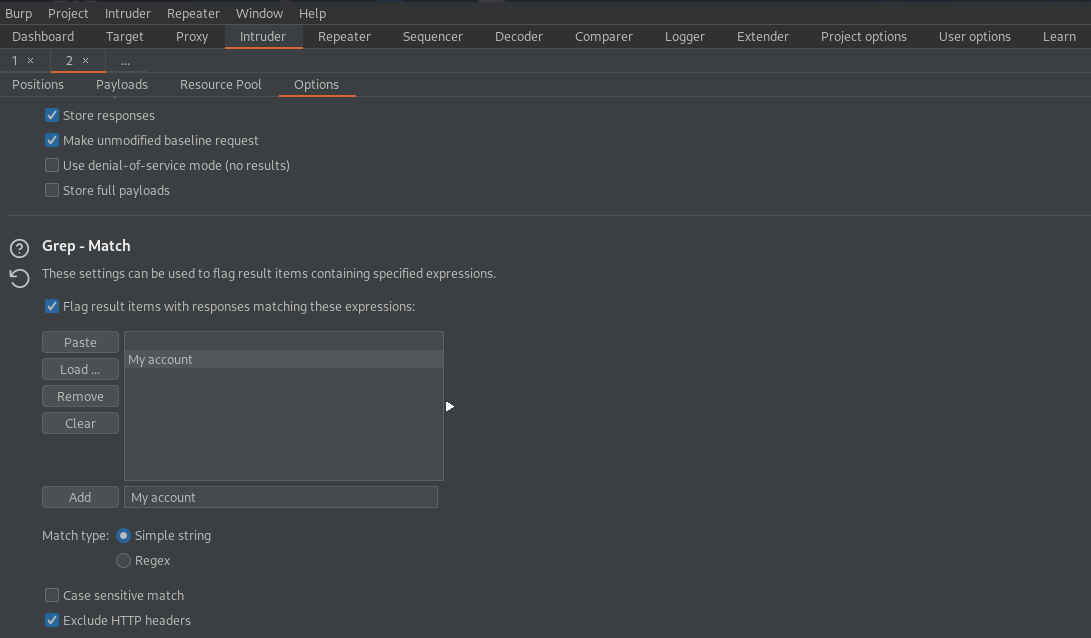 Burp Project Intruder Repeater Window Help
Dashboard Target Proxy Intruder Repeater Sequencer Decoder Comparer Logger Extender Project options User options Learn
1 × 2 × ...
Positions Payloads Resource Pool Options
Store responses
Make unmodified baseline request
Use denial-of-service mode (no results)
Store full payloads
Grep - Match
These settings can be used to flag result items containing specified expressions.
Flag result items with responses matching these expressions:
Paste
My account
Load ...
Remove
Clear
Add My account
Match type: Simple string
Regex
Case sensitive match
Exclude HTTP headers